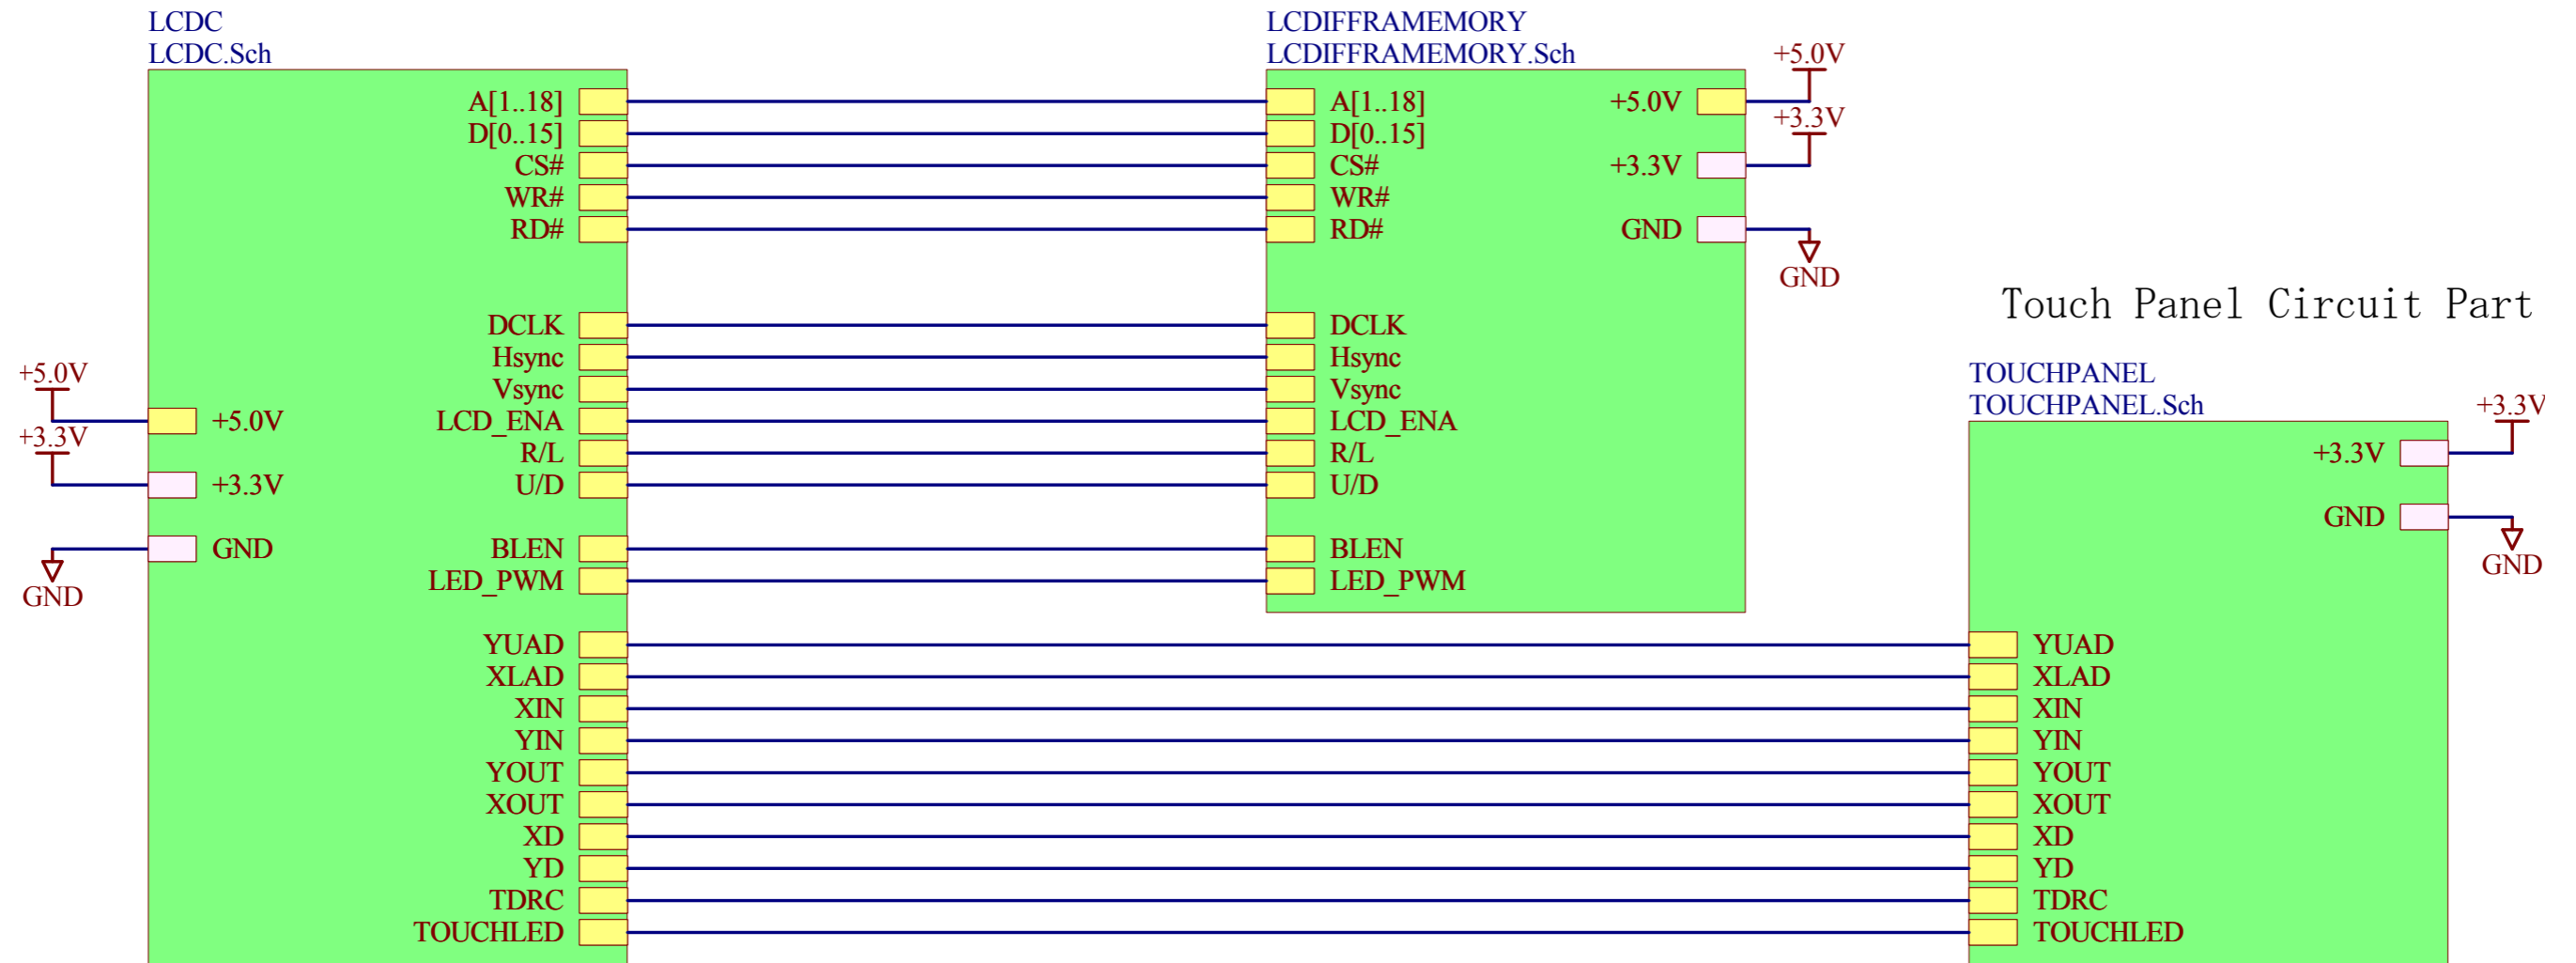 LCDC
LCDC.Sch
A[1..18]
D[0..15]
CS#
WR#
RD#
DCLK
Hsync
Vsync
LCD_ENA
R/L
U/D
BLEN
LED_PWM
YUAD
XLAD
XIN
YIN
YOUT
XOUT
XD
YD
TDRC
TOUCHLED
+5.0V
+5.0V
+3.3V
+3.3V
GND
GND
LCDIFFRAMEMORY
LCDIFFRAMEMORY.Sch
A[1..18]
D[0..15]
CS#
WR#
RD#
DCLK
Hsync
Vsync
LCD_ENA
R/L
U/D
BLEN
LED_PWM
+5.0V
+5.0V
+3.3V
+3.3V
GND
GND
Touch Panel Circuit Part
TOUCHPANEL
TOUCHPANEL.Sch
+3.3V
+3.3V
GND
GND
YUAD
XLAD
XIN
YIN
YOUT
XOUT
XD
YD
TDRC
TOUCHLED